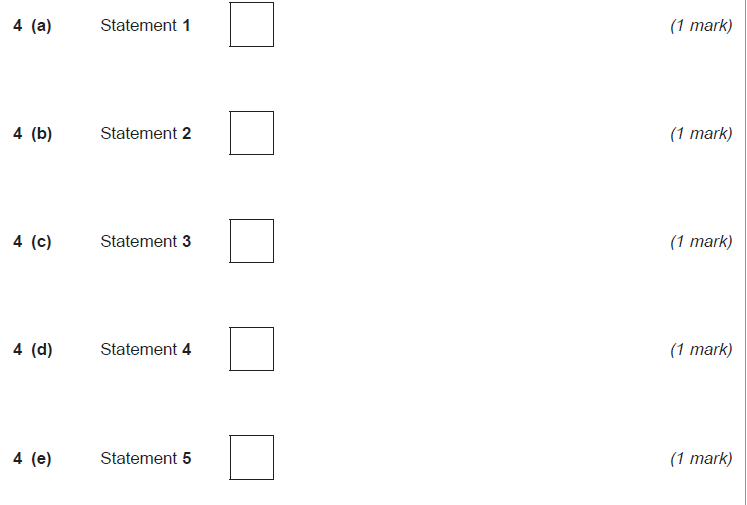 4 (a) Statement 1 (1 mark)
4 (b) Statement 2 (1 mark)
4 (c) Statement 3 (1 mark)
4 (d) Statement 4 (1 mark)
4 (e) Statement 5 (1 mark)